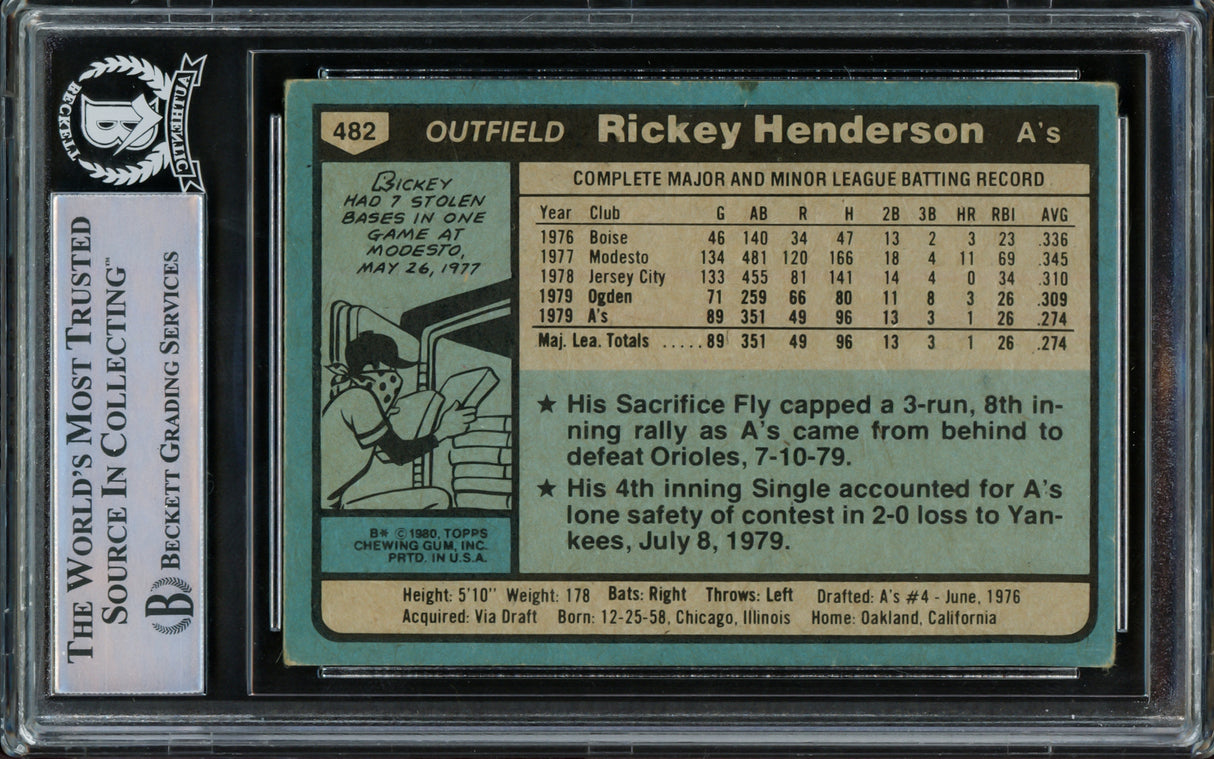 BECKETT
B
AUTHENTIC
THE WORLD'S MOST TRUSTED
SOURCE IN COLLECTING™
B BECKETT GRADING SERVICES
482 OUTFIELD Rickey Henderson A's
RICKEY
HAD 7 STOLEN
BASES IN ONE
GAME AT
MODESTO,
MAY 26, 1977
B* © 1980, TOPPS
CHEWING GUM, INC.
PRTD. IN U.S.A.
COMPLETE MAJOR AND MINOR LEAGUE BATTING RECORD
Year Club G AB R H 2B 3B HR RBI AVG
1976 Boise 46 140 34 47 13 2 3 23 .336
1977 Modesto 134 481 120 166 18 4 11 69 .345
1978 Jersey City 133 455 81 141 14 4 0 34 .310
1979 Ogden 71 259 66 80 11 8 3 26 .309
1979 A's 89 351 49 96 13 3 1 26 .274
Maj. Lea. Totals ..... 89 351 49 96 13 3 1 26 .274
★ His Sacrifice Fly capped a 3-run, 8th in-
ning rally as A's came from behind to
defeat Orioles, 7-10-79.
★ His 4th inning Single accounted for A's
lone safety of contest in 2-0 loss to Yan-
kees, July 8, 1979.
Height: 5'10" Weight: 178 Bats: Right Throws: Left Drafted: A's #4 - June, 1976
Acquired: Via Draft Born: 12-25-58, Chicago, Illinois Home: Oakland, California